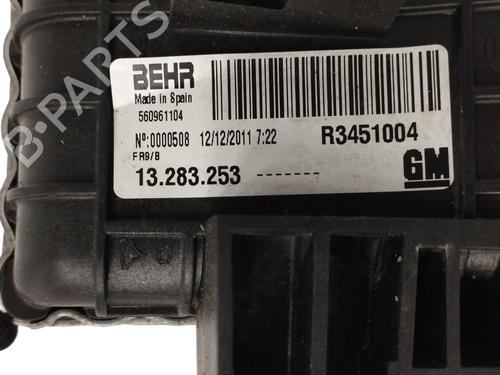 BEHR
Made in Spain
560961104
Nº:0000508 12/12/2011 7:22 R3451004
FR9/B
13.283.253 -------
GM
B-PARTS